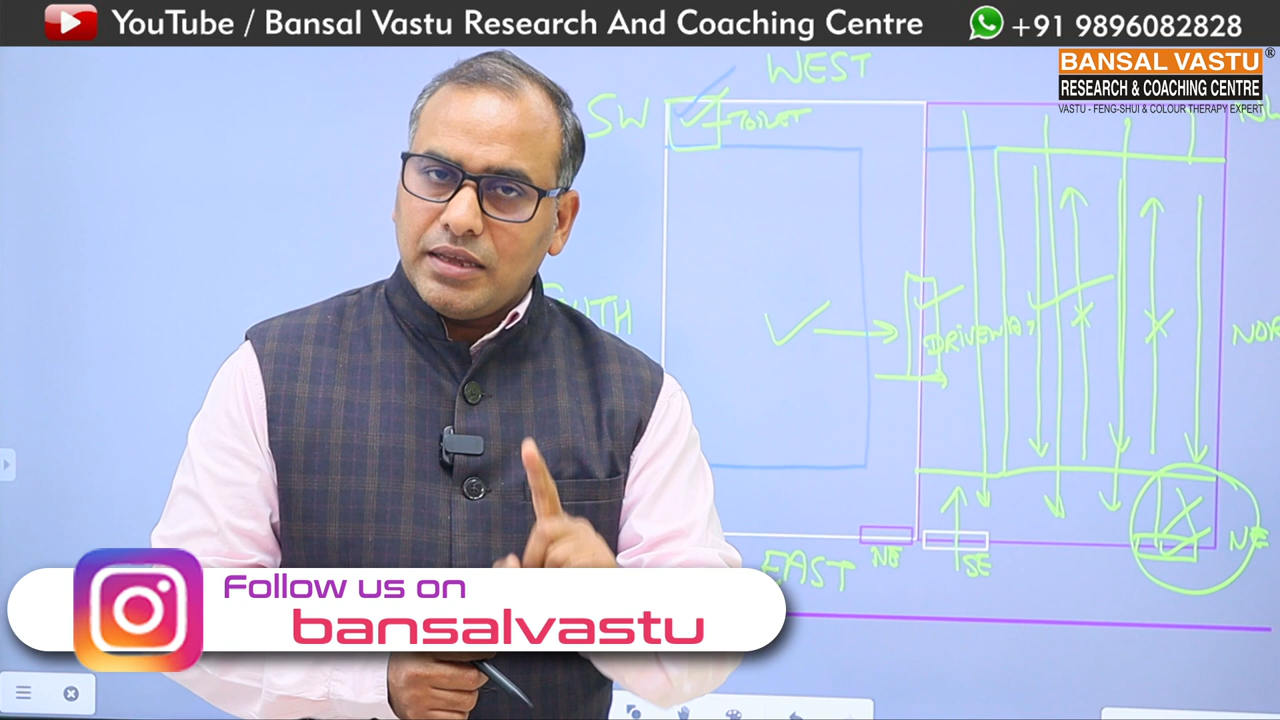 YouTube / Bansal Vastu Research And Coaching Centre
+91 9896082828
BANSAL VASTU®
RESEARCH & COACHING CENTRE
VASTU - FENG-SHUI & COLOUR THERAPY EXPERT
WEST
SW
TOILET
DRIVEWAY
NE
SE
NE
EAST
Follow us on
bansalvastu